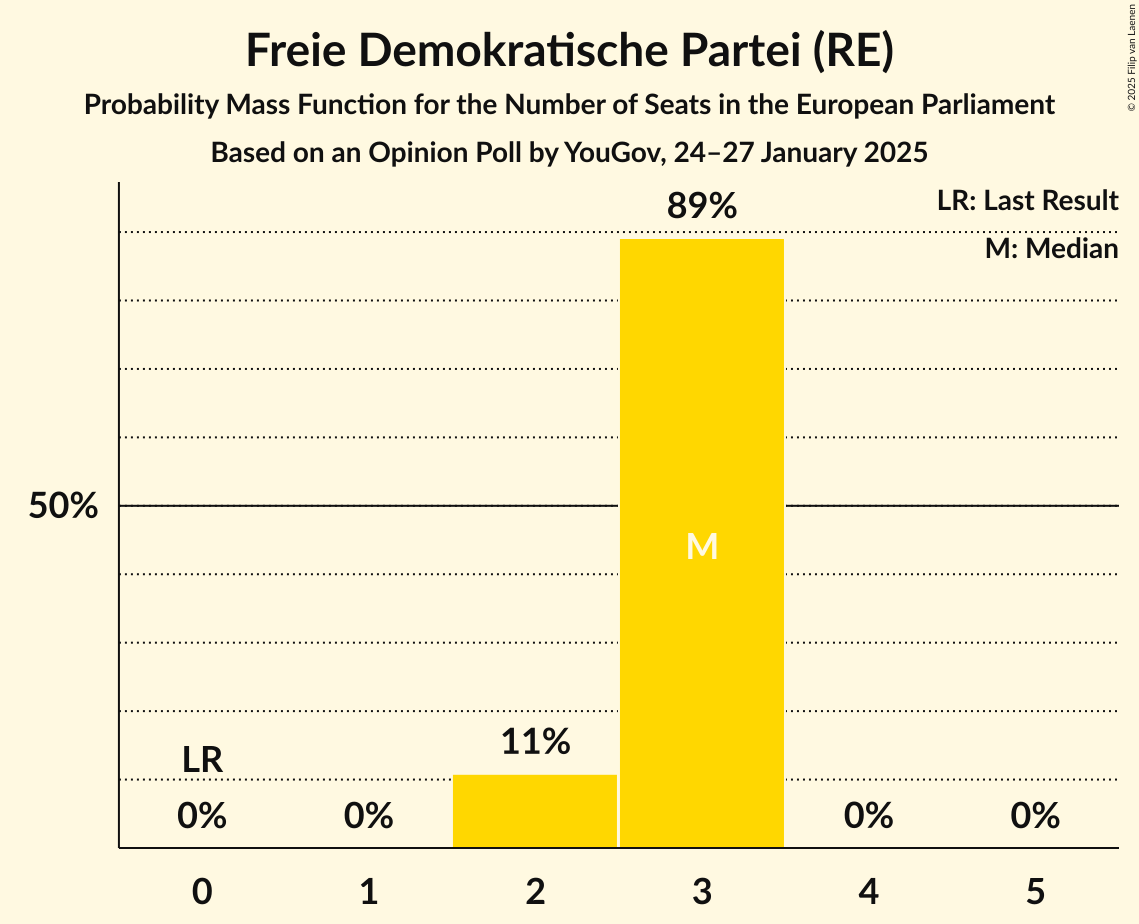 Freie Demokratische Partei (RE)
Probability Mass Function for the Number of Seats in the European Parliament
Based on an Opinion Poll by YouGov, 24–27 January 2025
© 2025 Filip van Laenen
LR: Last Result
M: Median
89%
50%
M
11%
LR
0%
0%
0%
0%
0
1
2
3
4
5